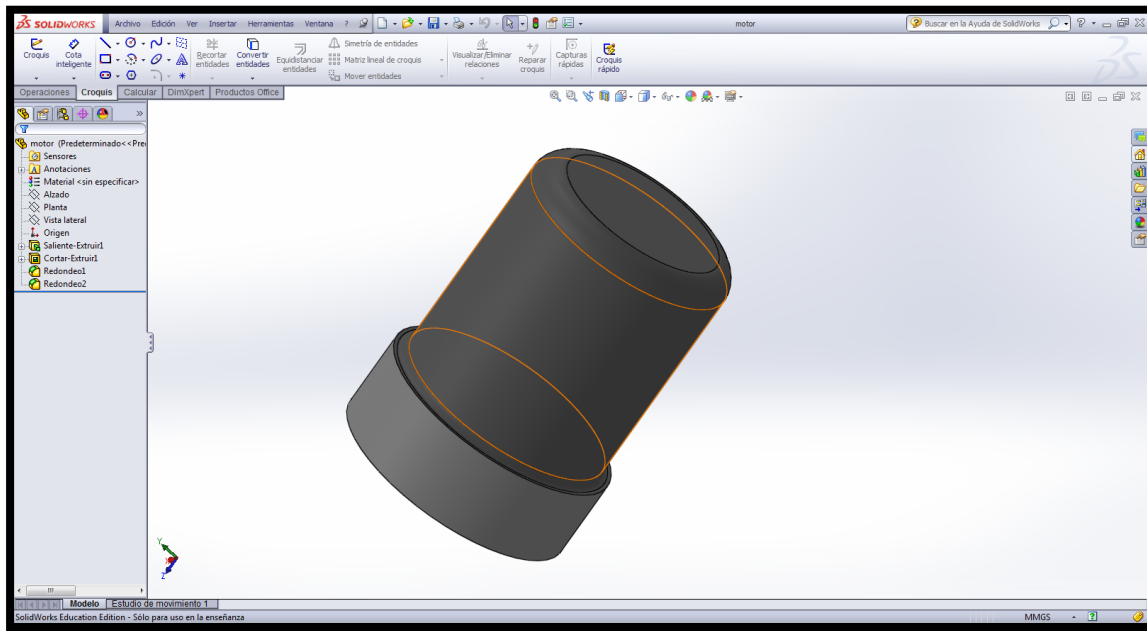 SOLIDWORKS Archivo Edición Ver Insertar Herramientas Ventana ? motor Buscar en la Ayuda de SolidWorks ?
Croquis
Cota inteligente
Recortar entidades
Convertir entidades
Equidistanciar entidades
Simetría de entidades
Matriz lineal de croquis
Mover entidades
Visualizar/Eliminar relaciones
Reparar croquis
Capturas rápidas
Croquis rápido
Operaciones Croquis Calcular DimXpert Productos Office
»
motor (Predeterminado<<Pre
Sensores
Anotaciones
Material <sin especificar>
Alzado
Planta
Vista lateral
Origen
Saliente-Extruir1
Cortar-Extruir1
Redondeo1
Redondeo2
Y
X
Z
Modelo Estudio de movimiento 1
SolidWorks Education Edition - Sólo para uso en la enseñanza MMGS